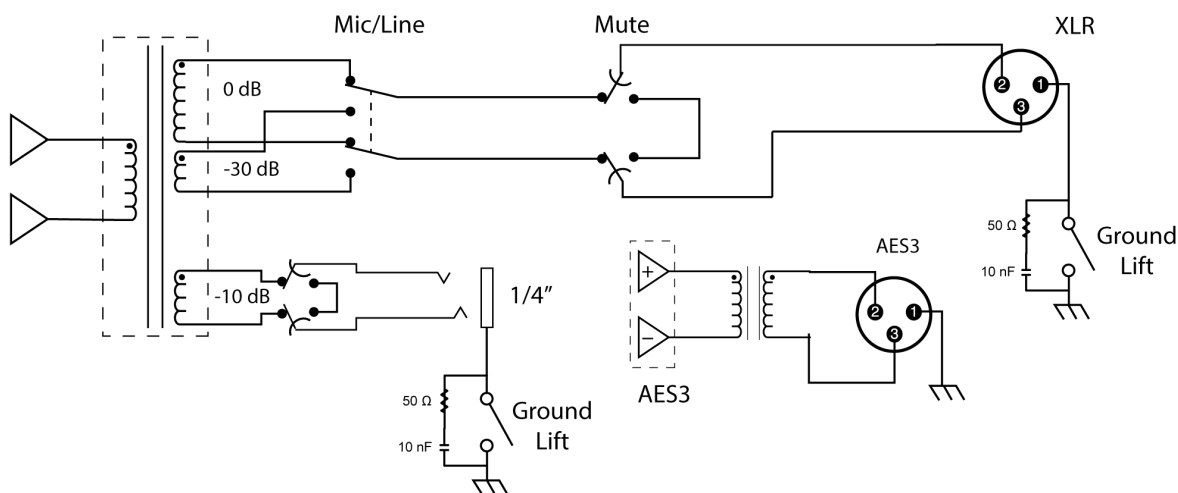 Mic/Line
Mute
XLR
0 dB
-30 dB
2
1
3
-10 dB
1/4”
50 Ω
10 nF
Ground
Lift
AES3
+
−
AES3
2
1
3
50 Ω
10 nF
Ground
Lift